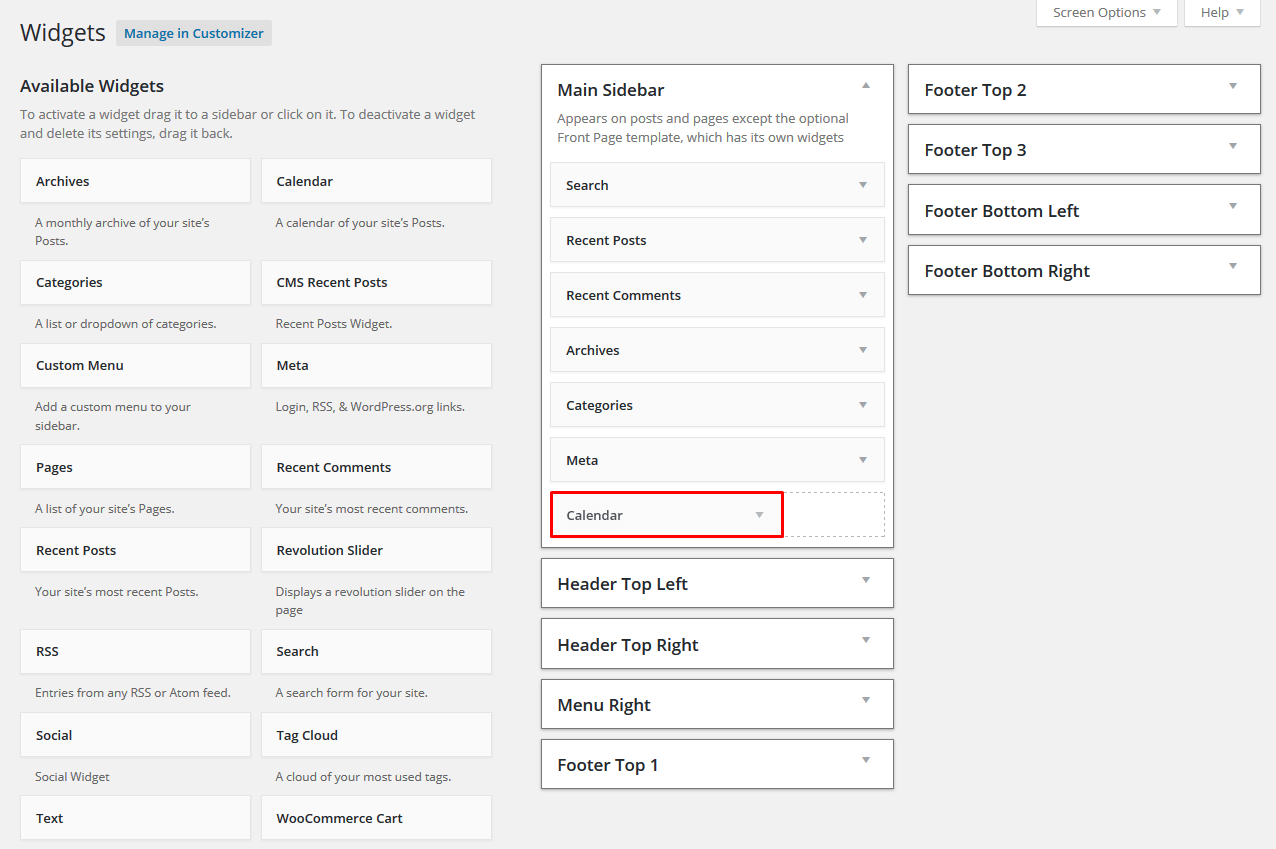 Widgets
Manage in Customizer
Screen Options
Help
Available Widgets
To activate a widget drag it to a sidebar or click on it. To deactivate a widget
and delete its settings, drag it back.
Archives
Calendar
A monthly archive of your site’s
Posts.
A calendar of your site’s Posts.
Categories
CMS Recent Posts
A list or dropdown of categories.
Recent Posts Widget.
Custom Menu
Meta
Add a custom menu to your
sidebar.
Login, RSS, & WordPress.org links.
Pages
Recent Comments
A list of your site’s Pages.
Your site’s most recent comments.
Recent Posts
Revolution Slider
Your site’s most recent Posts.
Displays a revolution slider on the
page
RSS
Search
Entries from any RSS or Atom feed.
A search form for your site.
Social
Tag Cloud
Social Widget
A cloud of your most used tags.
Text
WooCommerce Cart
Main Sidebar
Appears on posts and pages except the optional
Front Page template, which has its own widgets
Search
Recent Posts
Recent Comments
Archives
Categories
Meta
Calendar
Header Top Left
Header Top Right
Menu Right
Footer Top 1
Footer Top 2
Footer Top 3
Footer Bottom Left
Footer Bottom Right